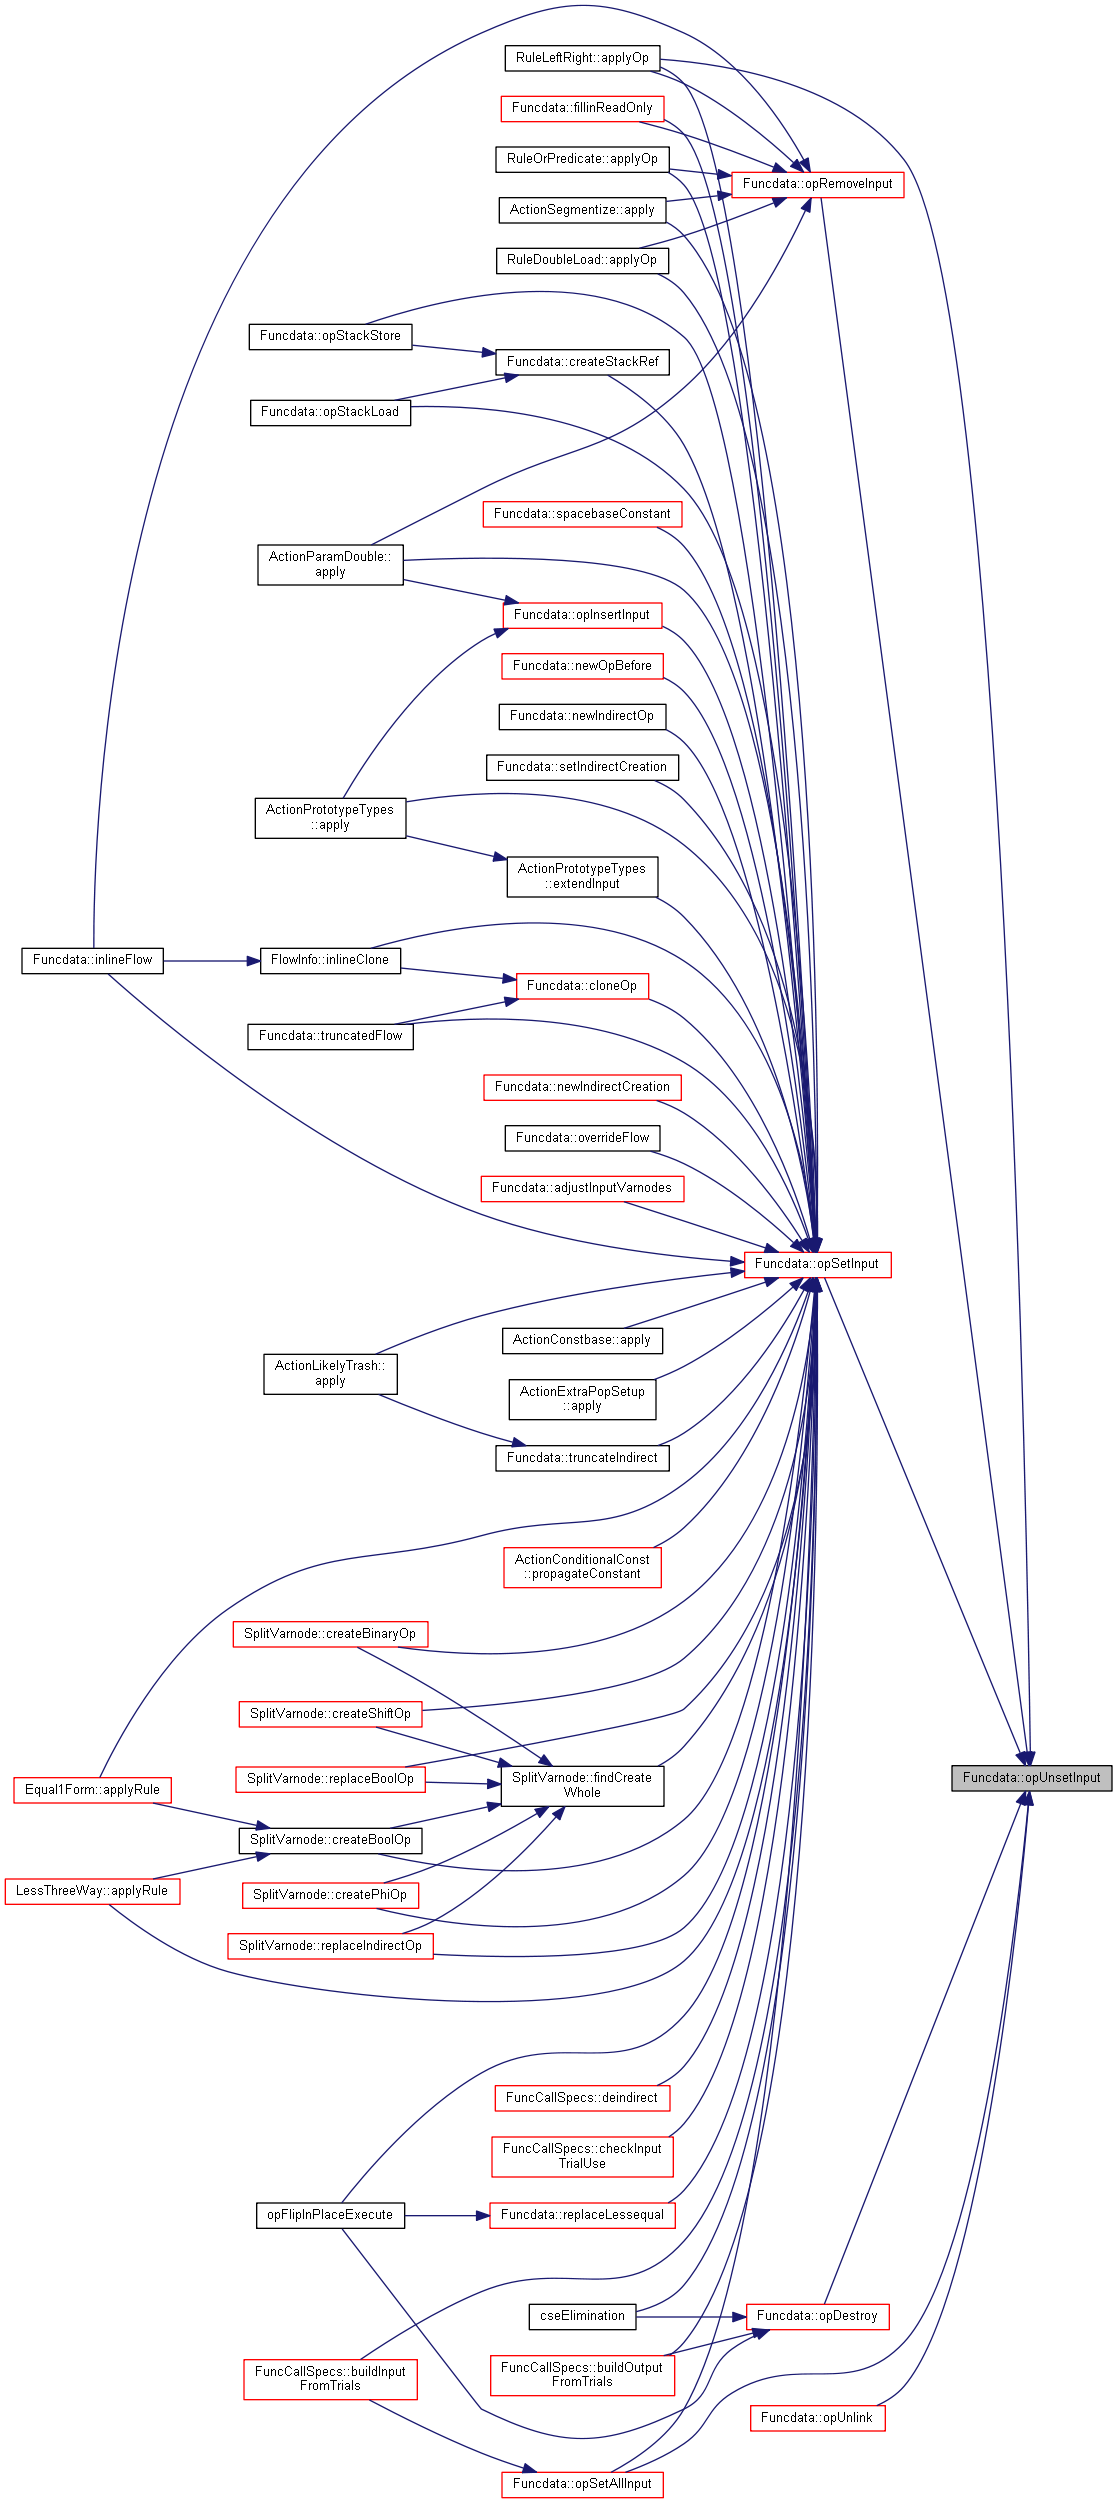 RuleLeftRight::applyOp
Funcdata::fillinReadOnly
RuleOrPredicate::applyOp
Funcdata::opRemoveInput
ActionSegmentize::apply
RuleDoubleLoad::applyOp
Funcdata::opStackStore
Funcdata::createStackRef
Funcdata::opStackLoad
Funcdata::spacebaseConstant
ActionParamDouble::
apply
Funcdata::opInsertInput
Funcdata::newOpBefore
Funcdata::newIndirectOp
Funcdata::setIndirectCreation
ActionPrototypeTypes
::apply
ActionPrototypeTypes
::extendInput
Funcdata::inlineFlow
FlowInfo::inlineClone
Funcdata::cloneOp
Funcdata::truncatedFlow
Funcdata::newIndirectCreation
Funcdata::overrideFlow
Funcdata::adjustInputVarnodes
Funcdata::opSetInput
ActionConstbase::apply
ActionLikelyTrash::
apply
ActionExtraPopSetup
::apply
Funcdata::truncateIndirect
ActionConditionalConst
::propagateConstant
SplitVarnode::createBinaryOp
SplitVarnode::createShiftOp
SplitVarnode::replaceBoolOp
SplitVarnode::findCreate
Whole
Funcdata::opUnsetInput
Equal1Form::applyRule
SplitVarnode::createBoolOp
LessThreeWay::applyRule
SplitVarnode::createPhiOp
SplitVarnode::replaceIndirectOp
FuncCallSpecs::deindirect
FuncCallSpecs::checkInput
TrialUse
opFlipInPlaceExecute
Funcdata::replaceLessequal
cseElimination
Funcdata::opDestroy
FuncCallSpecs::buildInput
FromTrials
FuncCallSpecs::buildOutput
FromTrials
Funcdata::opUnlink
Funcdata::opSetAllInput